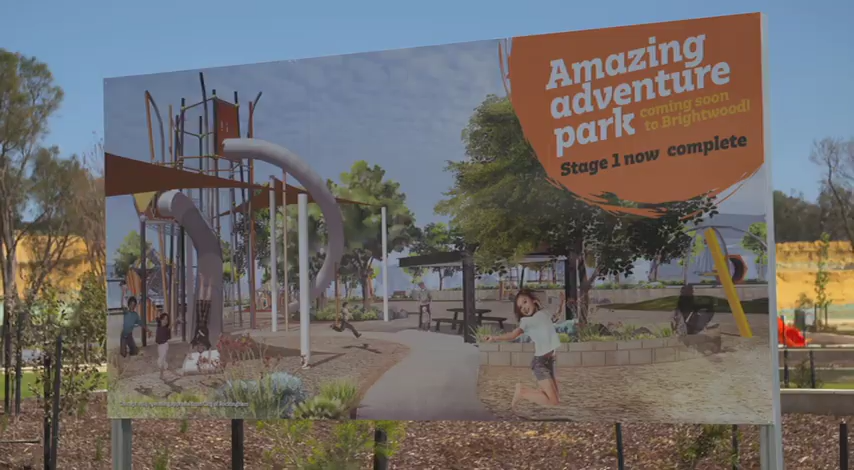 Amazing
adventure
park coming soon
to Brightwood!
Stage 1 now complete